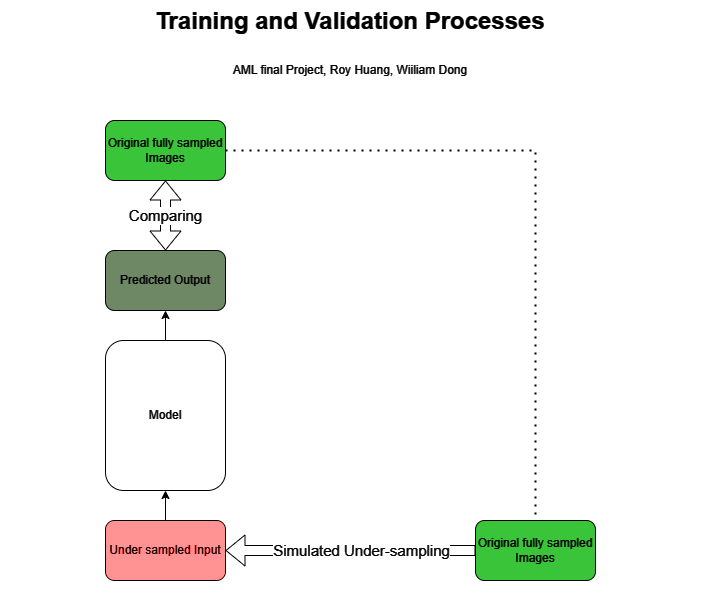 Training and Validation Processes
AML final Project, Roy Huang, Wiiliam Dong
Original fully sampled
Images
Comparing
Predicted Output
Model
Under sampled Input
Simulated Under-sampling
Original fully sampled
Images